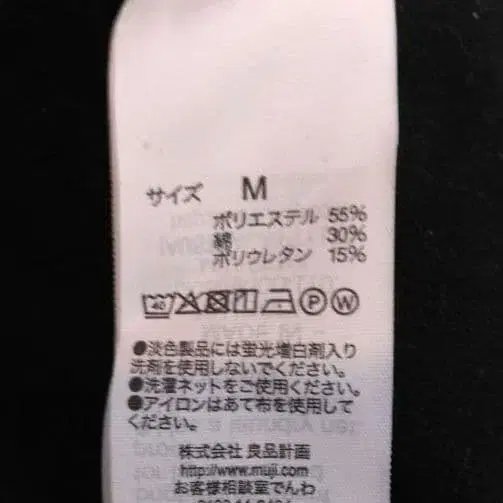 サイズ M
ポリエステル 55%
綿 30%
ポリウレタン 15%
40 P W
●淡色製品には蛍光増白剤入り
洗剤を使用しないでください。
●洗濯ネットをご使用ください。
●アイロンはあて布を使用して
ください。
株式会社 良品計画
http://www.muji.com
お客様相談室でんわ